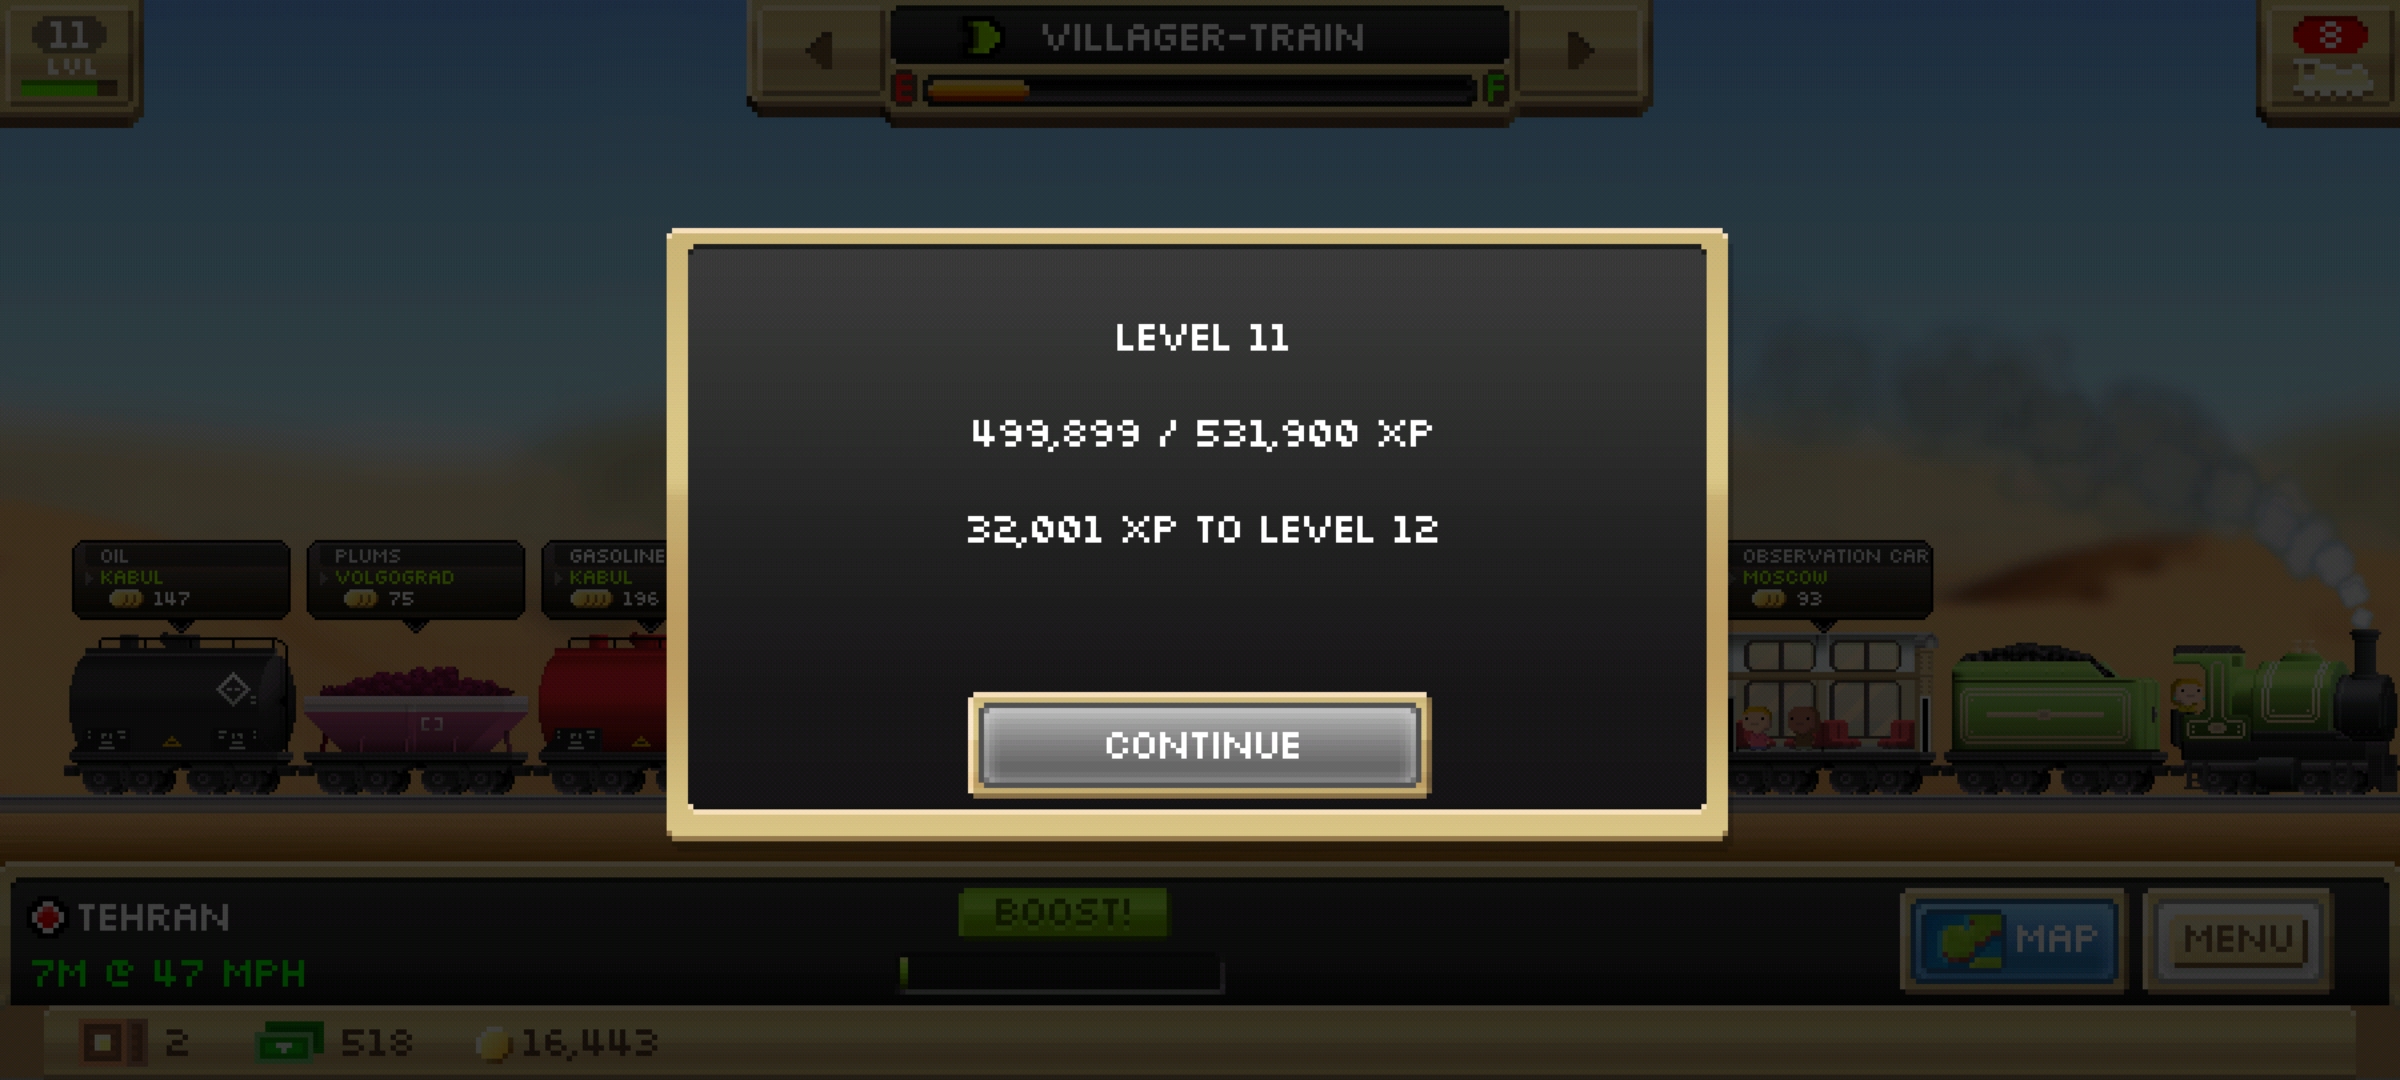 11
LVL
VILLAGER-TRAIN
E
F
8
LEVEL 11
499,899 / 531,900 XP
32,001 XP TO LEVEL 12
CONTINUE
OIL
KABUL
147
PLUMS
VOLGOGRAD
75
GASOLINE
KABUL
196
OBSERVATION CAR
MOSCOW
93
TEHRAN
7M @ 47 MPH
BOOST!
MAP
MENU
2
518
16,443